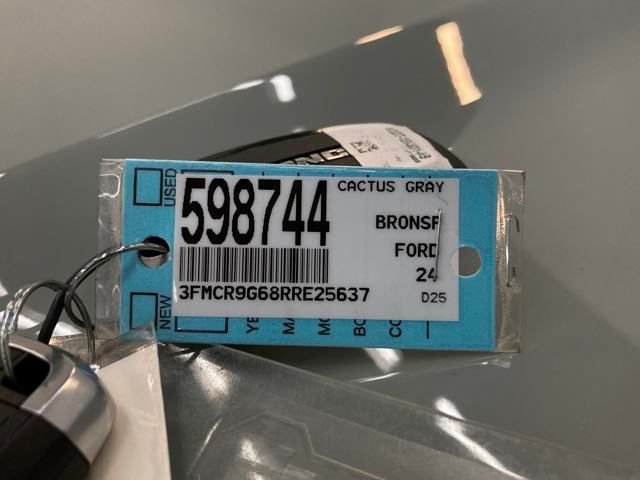 USED
598744
CACTUS GRAY
BRONSP
FORD
24
3FMCR9G68RRE25637
D25
NEW